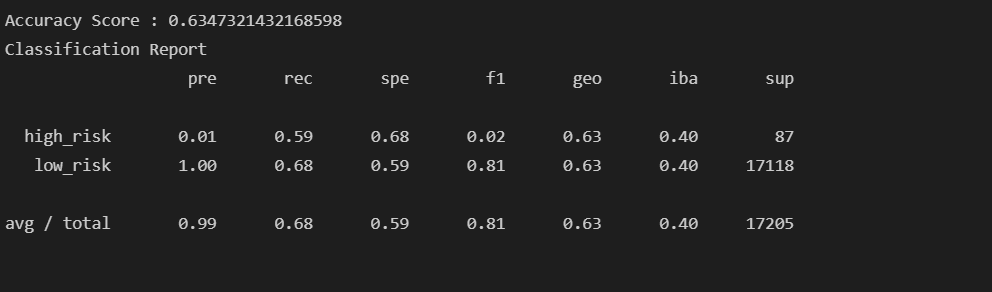 Accuracy Score : 0.6347321432168598
Classification Report
pre rec spe f1 geo iba sup
high_risk 0.01 0.59 0.68 0.02 0.63 0.40 87
low_risk 1.00 0.68 0.59 0.81 0.63 0.40 17118
avg / total 0.99 0.68 0.59 0.81 0.63 0.40 17205